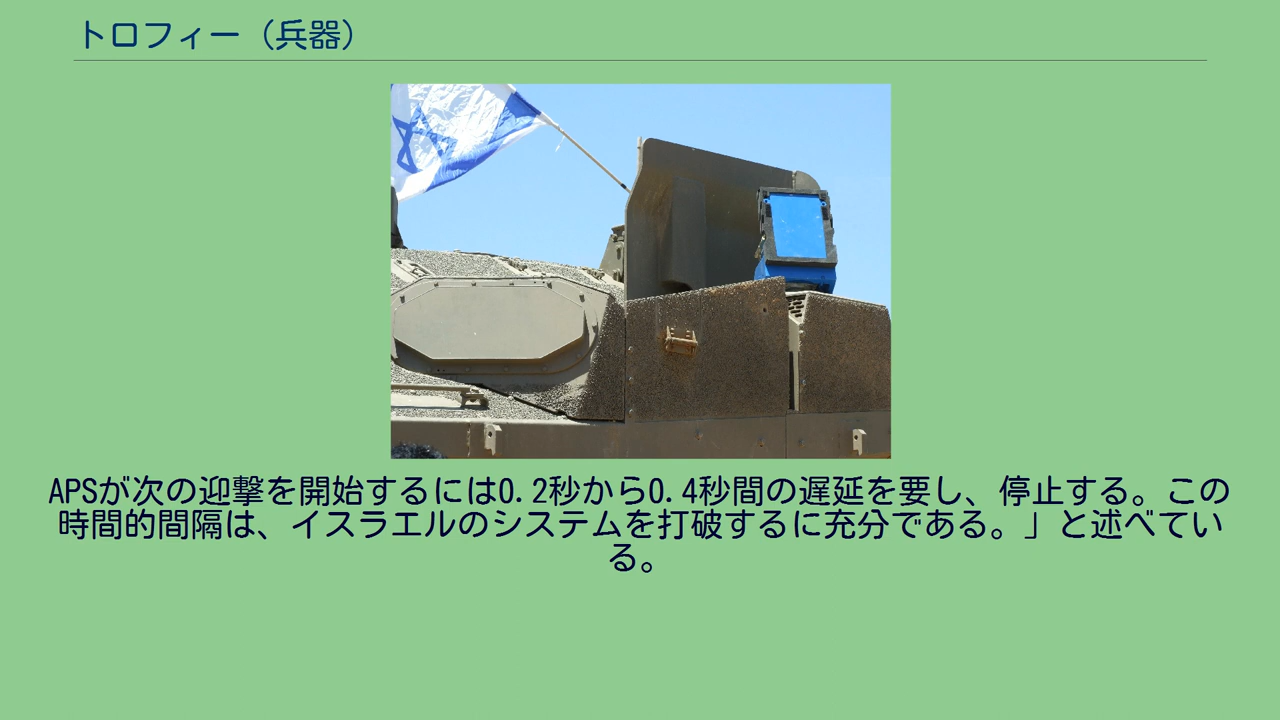 トロフィー（兵器）
APSが次の迎撃を開始するには0.2秒から0.4秒間の遅延を要し、停止する。この
時間的間隔は、イスラエルのシステムを打破するに充分である。」と述べてい
る。